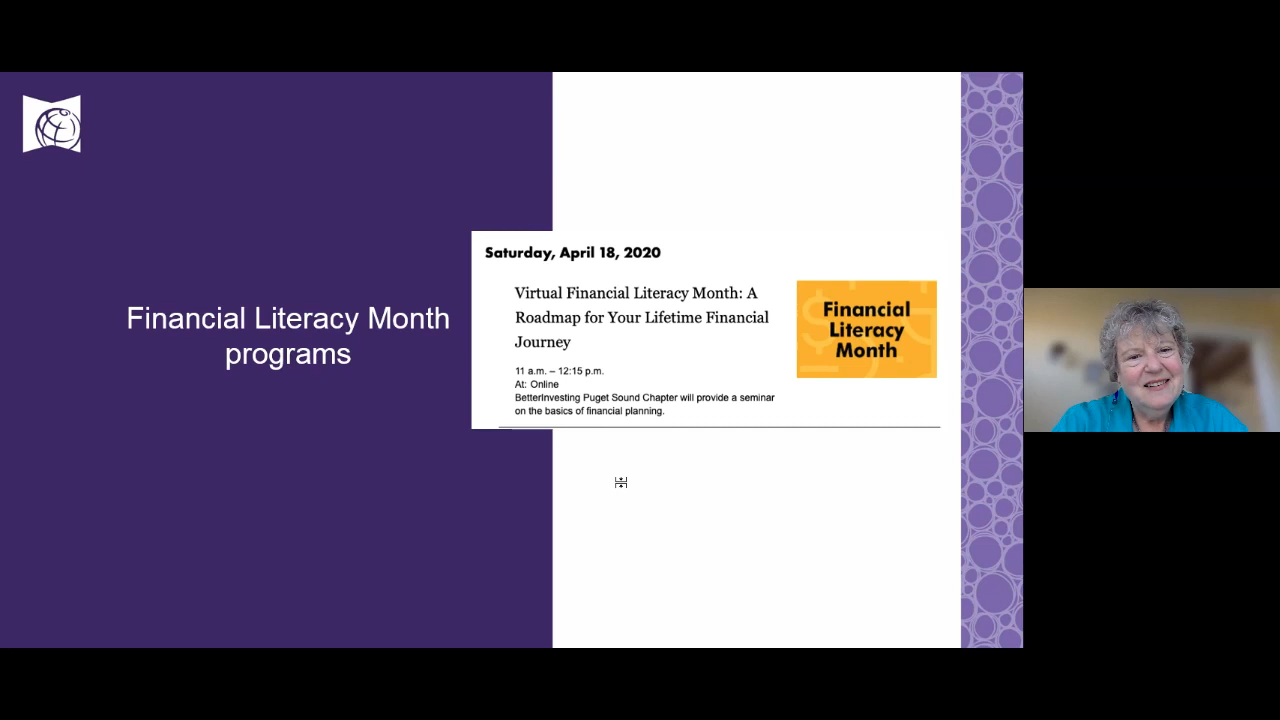 Financial Literacy Month
programs
Saturday, April 18, 2020
Virtual Financial Literacy Month: A
Roadmap for Your Lifetime Financial
Journey
11 a.m. – 12:15 p.m.
At: Online
BetterInvesting Puget Sound Chapter will provide a seminar
on the basics of financial planning.
Financial
Literacy
Month